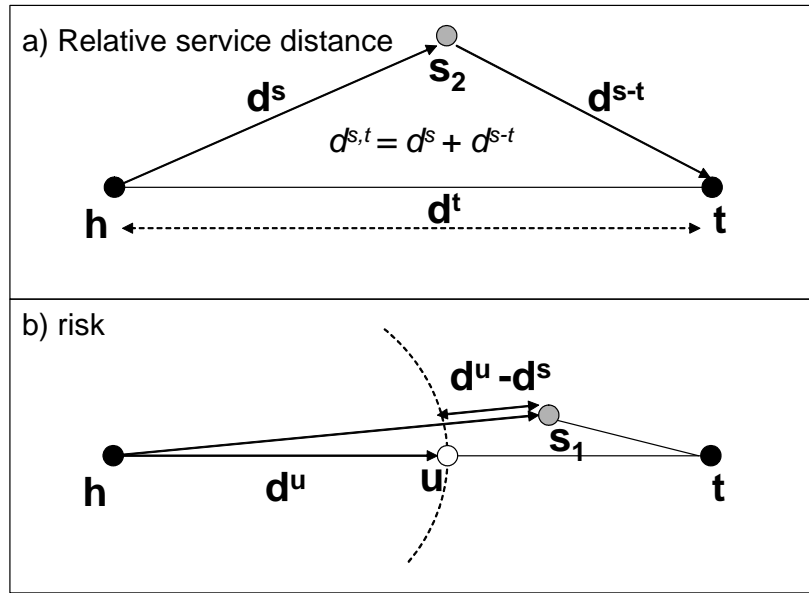 a) Relative service distance
s₂
dˢ
dˢ⁻ᵗ
dˢ,ᵗ = dˢ + dˢ⁻ᵗ
h
dᵗ
t
b) risk
dᵘ -dˢ
s₁
h
dᵘ
u
t